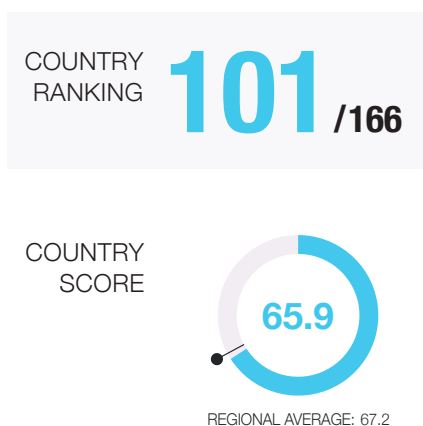 COUNTRY
RANKING
101/166
COUNTRY
SCORE
65.9
REGIONAL AVERAGE: 67.2